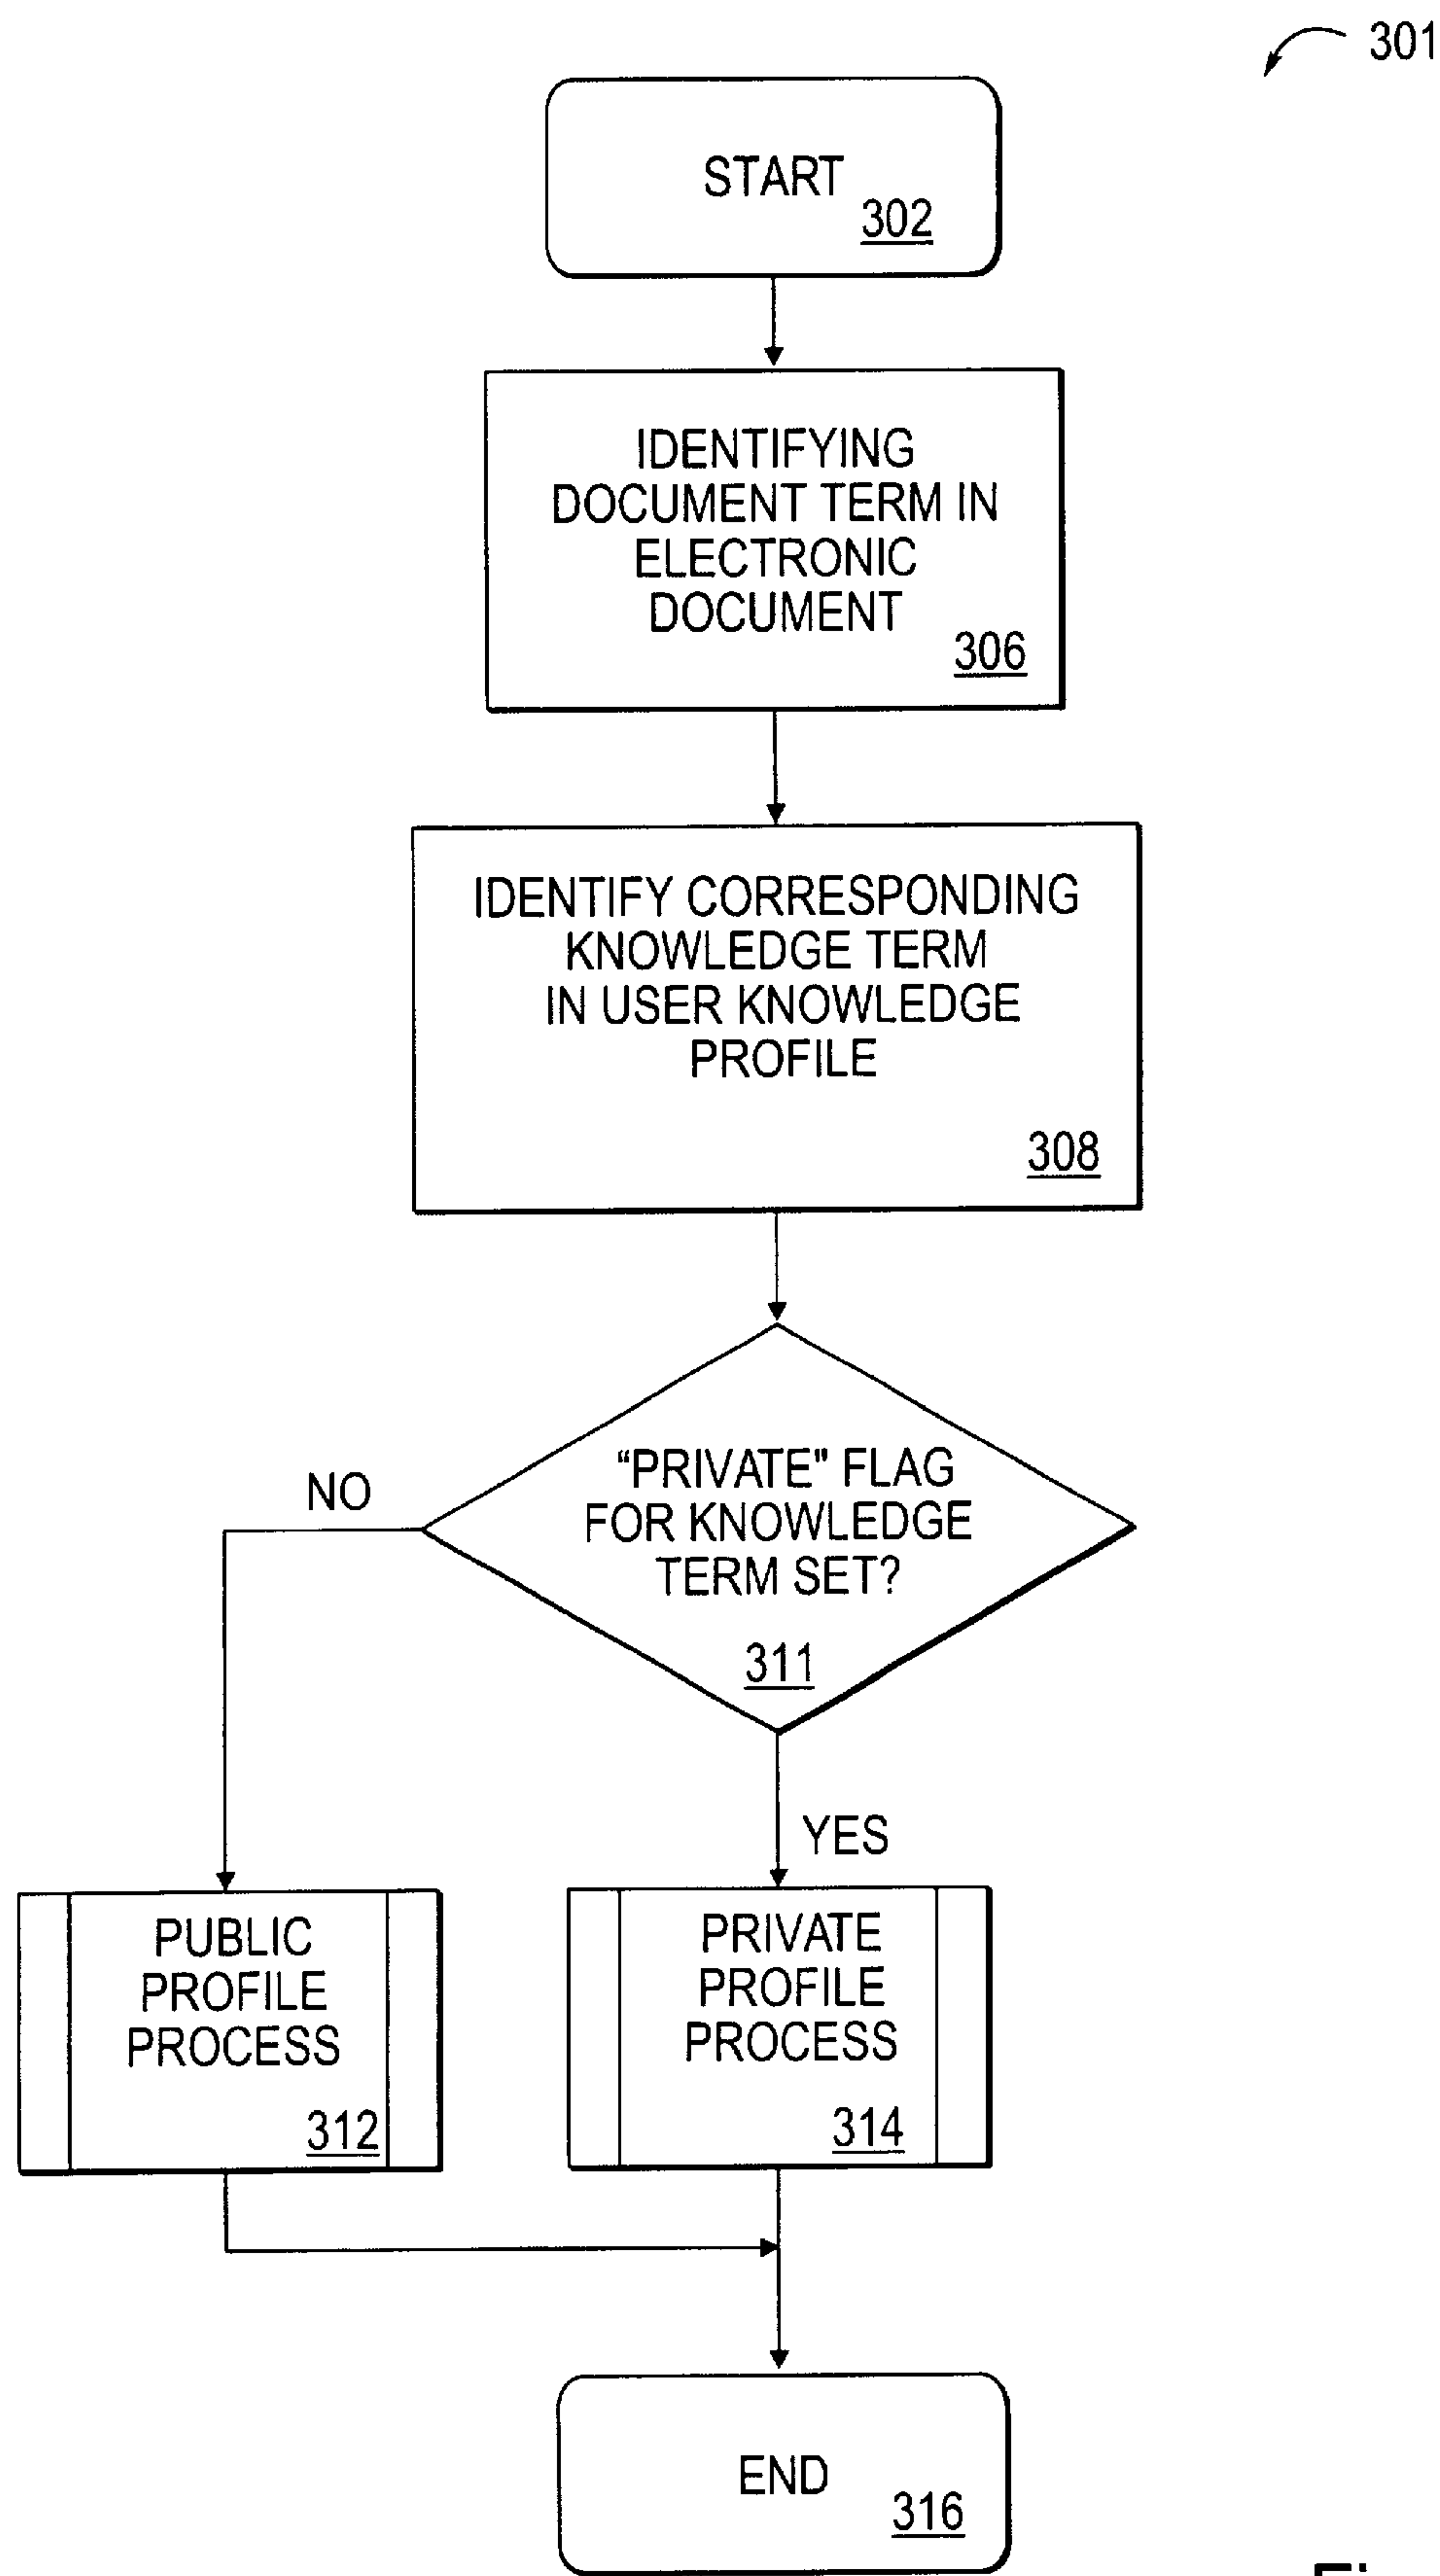 301
START
302
IDENTIFYING
DOCUMENT TERM IN
ELECTRONIC
DOCUMENT
306
IDENTIFY CORRESPONDING
KNOWLEDGE TERM
IN USER KNOWLEDGE
PROFILE
308
“PRIVATE" FLAG
FOR KNOWLEDGE
TERM SET?
311
NO
YES
PUBLIC
PROFILE
PROCESS
312
PRIVATE
PROFILE
PROCESS
314
END
316